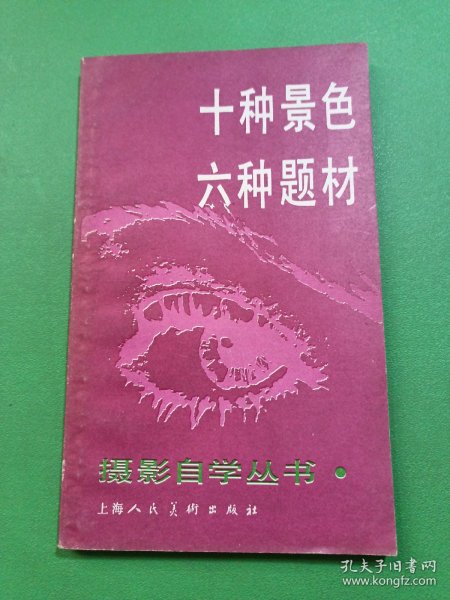 十种景色
六种题材
摄影自学丛书·
上海人民美術出版社
孔夫子旧书网
www.kongfz.com